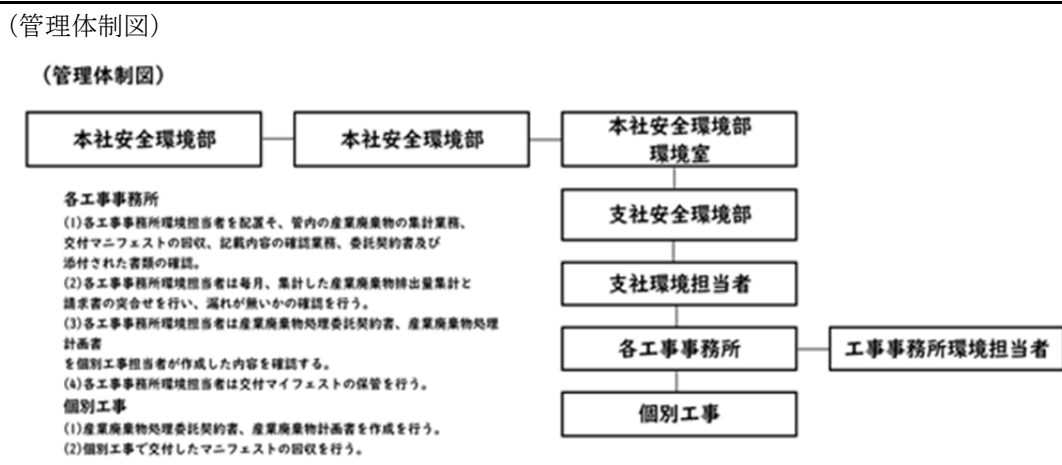 （管理体制図）
（管理体制図）
本社安全環境部
本社安全環境部
本社安全環境部
環境室
支社安全環境部
支社環境担当者
各工事事務所
工事事務所環境担当者
個別工事
各工事事務所
(1)各工事事務所環境担当者を配置そ、管内の産業廃棄物の集計業務、
交付マニフェストの回収、記載内容の確認業務、委託契約書及び
添付された書類の確認。
(2)各工事事務所環境担当者は毎月、集計した産業廃棄物排出量集計と
請求書の突合せを行い、漏れが無いかの確認を行う。
(3)各工事事務所環境担当者は産業廃棄物処理委託契約書、産業廃棄物処理
計画書
を個別工事担当者が作成した内容を確認する。
(4)各工事事務所環境担当者は交付マイフェストの保管を行う。
個別工事
(1)産業廃棄物処理委託契約書、産業廃棄物計画書を作成を行う。
(2)個別工事で交付したマニフェストの回収を行う。